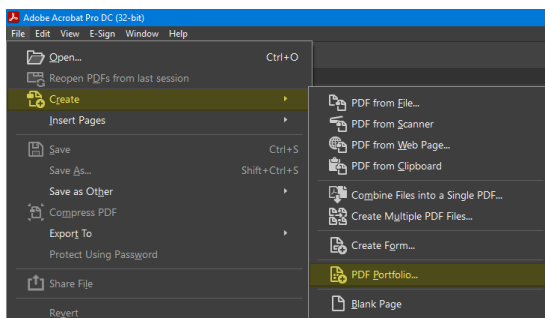 Adobe Acrobat Pro DC (32-bit)
File Edit View E-Sign Window Help
Open... Ctrl+O
Reopen PDFs from last session
Create
Insert Pages
Save Ctrl+S
Save As... Shift+Ctrl+S
Save as Other
Compress PDF
Export To
Protect Using Password
Share File
Revert
PDF from File...
PDF from Scanner
PDF from Web Page...
PDF from Clipboard
Combine Files into a Single PDF...
Create Multiple PDF Files...
Create Form...
PDF Portfolio...
Blank Page